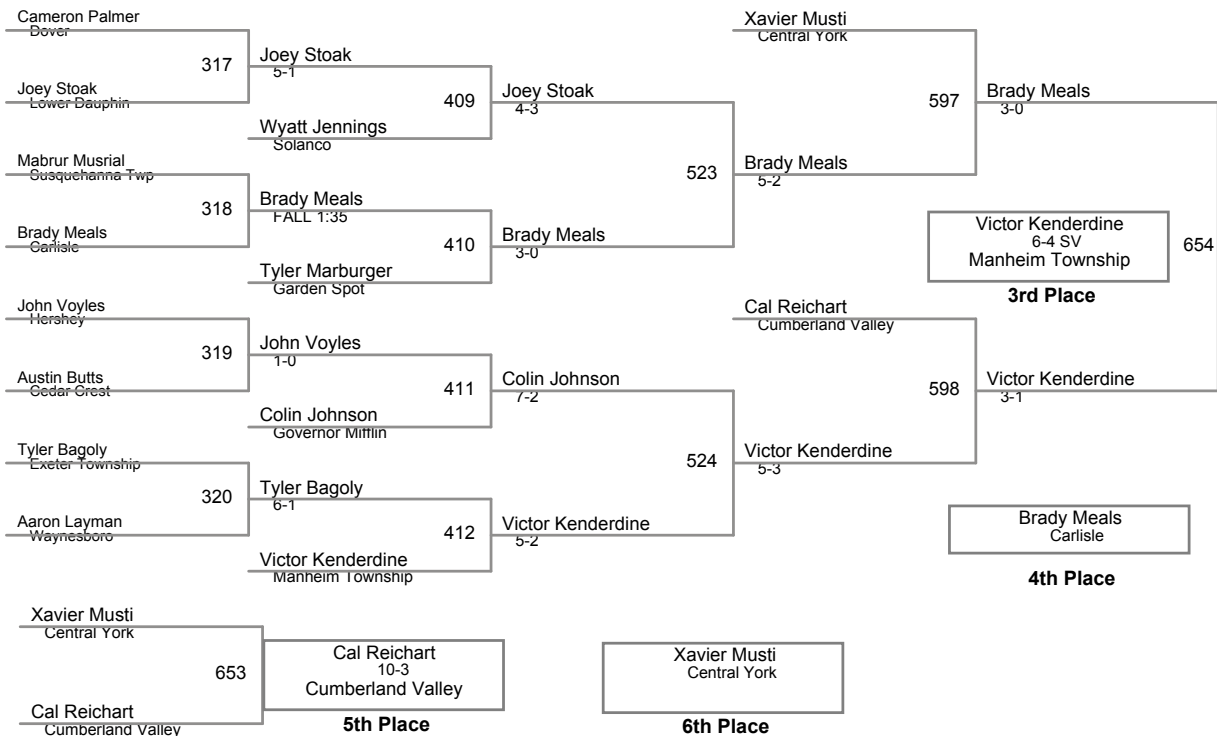 Cameron Palmer
Dover
317
Joey Stoak
Lower Dauphin
Mabrur Musrial
Susquehanna Twp
318
Brady Meals
Carlisle
John Voyles
Hershey
319
Austin Butts
Cedar Crest
Tyler Bagoly
Exeter Township
320
Aaron Layman
Waynesboro
Joey Stoak
5-1
409
Wyatt Jennings
Solanco
Brady Meals
FALL 1:35
410
Tyler Marburger
Garden Spot
John Voyles
1-0
411
Colin Johnson
Governor Mifflin
Tyler Bagoly
6-1
412
Victor Kenderdine
Manheim Township
Joey Stoak
4-3
523
Brady Meals
3-0
Colin Johnson
7-2
524
Victor Kenderdine
5-2
Xavier Musti
Central York
597
Brady Meals
5-2
Cal Reichart
Cumberland Valley
598
Victor Kenderdine
5-3
Brady Meals
3-0
654
Victor Kenderdine
3-1
Victor Kenderdine
6-4 SV
Manheim Township
3rd Place
Brady Meals
Carlisle
4th Place
Xavier Musti
Central York
653
Cal Reichart
Cumberland Valley
Cal Reichart
10-3
Cumberland Valley
5th Place
Xavier Musti
Central York
6th Place